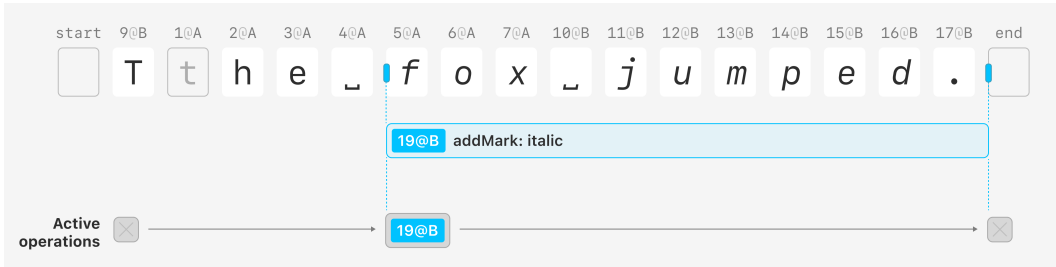 start 9@B 1@A 2@A 3@A 4@A 5@A 6@A 7@A 10@B 11@B 12@B 13@B 14@B 15@B 16@B 17@B end
T t h e ␣ f o x ␣ j u m p e d .
19@B addMark: italic
Active
operations
19@B